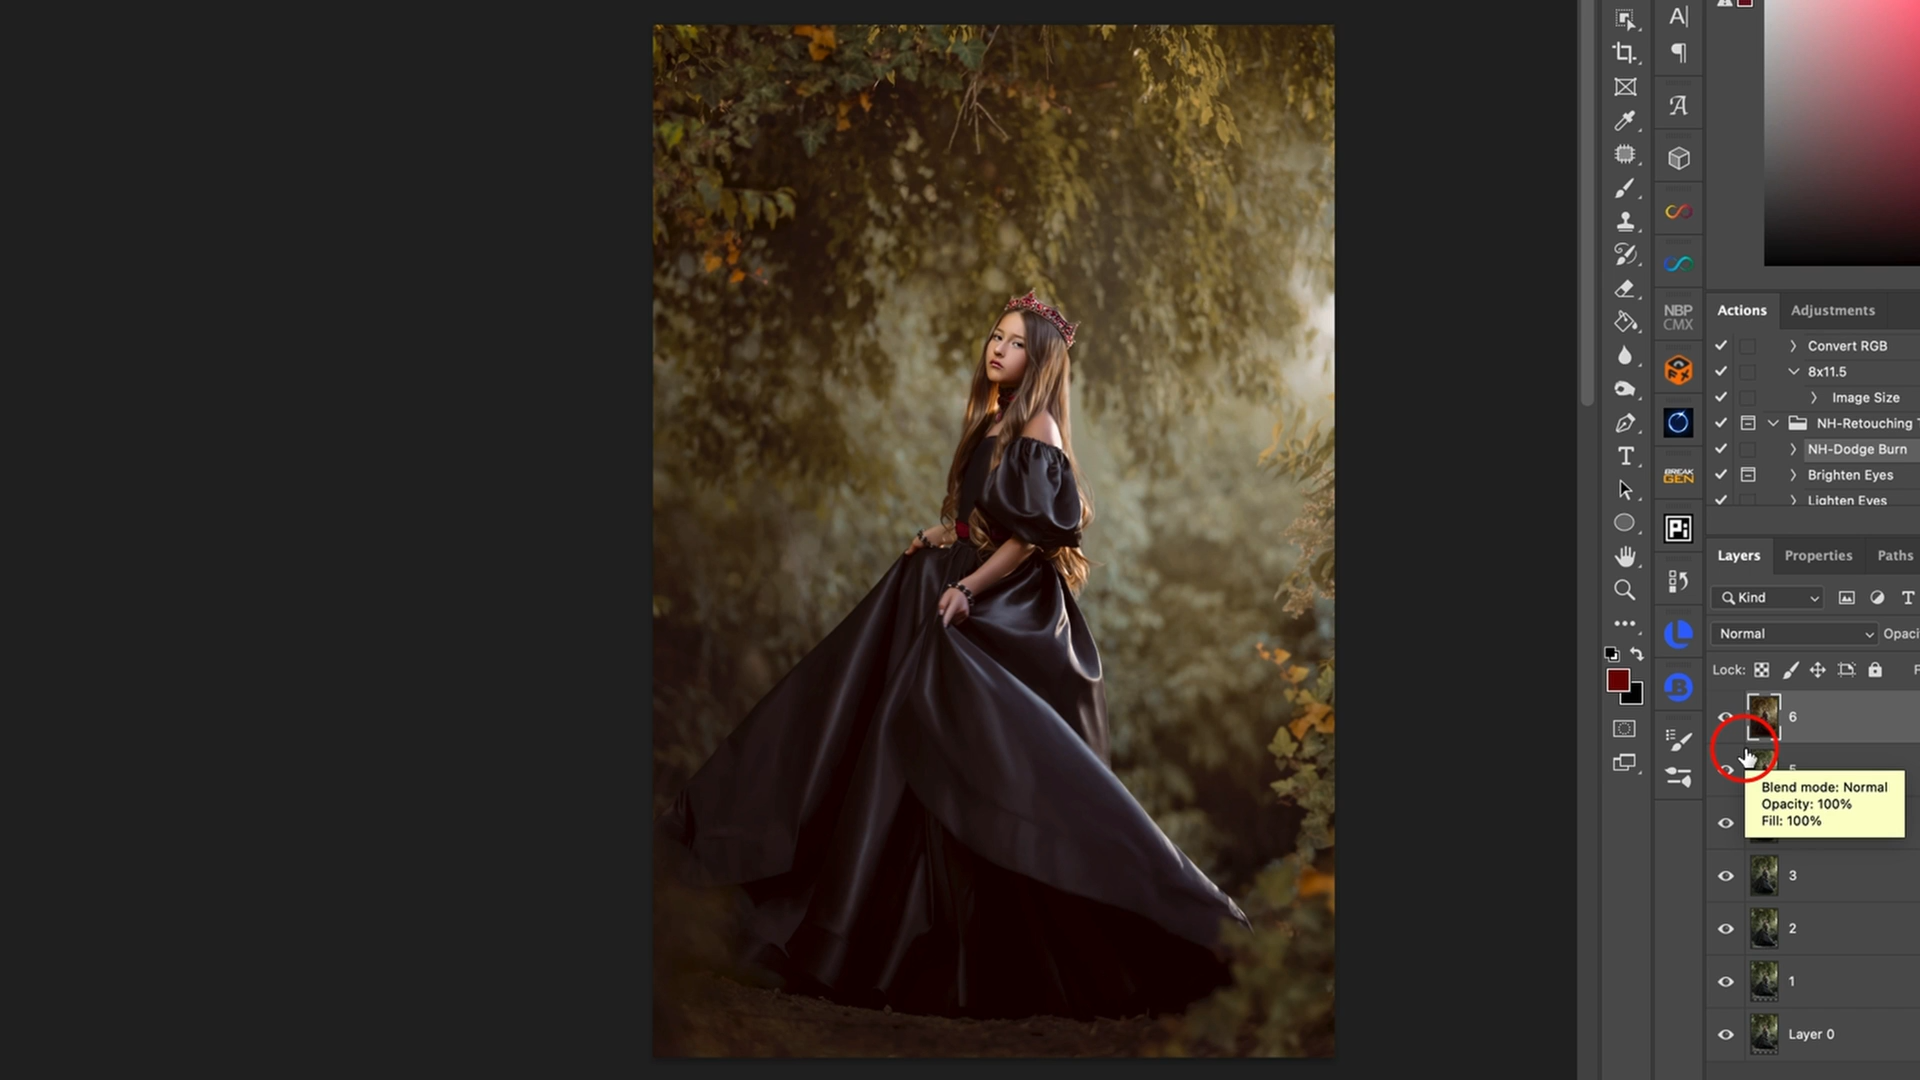 A|
NBP
CMX
BREAK
GEN
Pi
T
Actions
Adjustments
Convert RGB
8x11.5
Image Size
NH-Retouching T
NH-Dodge Burn
Brighten Eyes
Lighten Eyes
Layers
Properties
Paths
Kind
T
Normal
Opaci
Lock:
F
6
5
Blend mode: Normal
Opacity: 100%
Fill: 100%
3
2
1
Layer 0